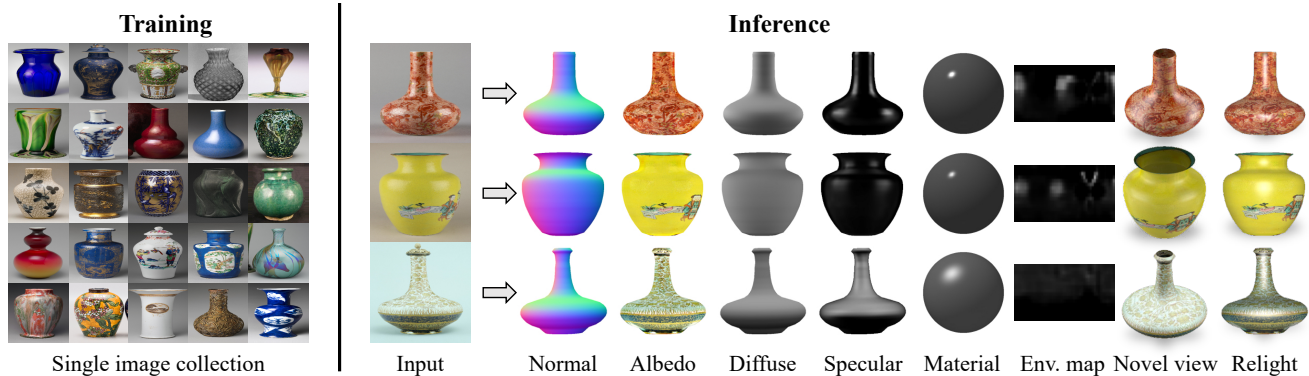 Training
Inference
Single image collection
Input
Normal
Albedo
Diffuse
Specular
Material
Env. map
Novel view
Relight